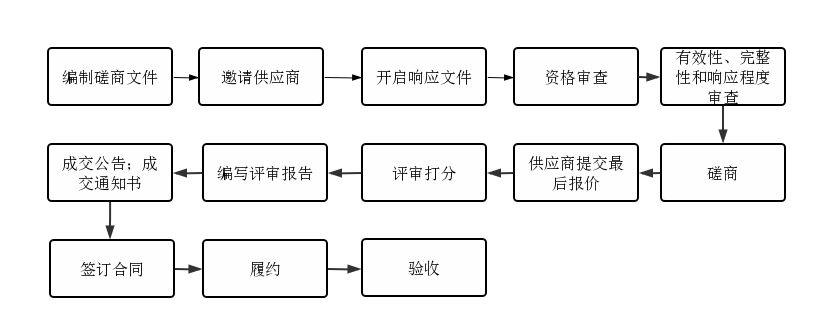 编制磋商文件
邀请供应商
开启响应文件
资格审查
有效性、完整
性和响应程度
审查
磋商
供应商提交最
后报价
评审打分
编写评审报告
成交公告；成
交通知书
签订合同
履约
验收